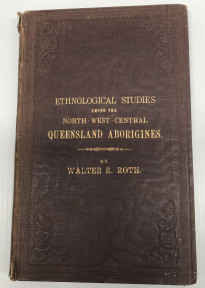 ETHNOLOGICAL STUDIES
AMONG THE
NORTH-WEST-CENTRAL
QUEENSLAND ABORIGINES.
BY
WALTER E. ROTH.